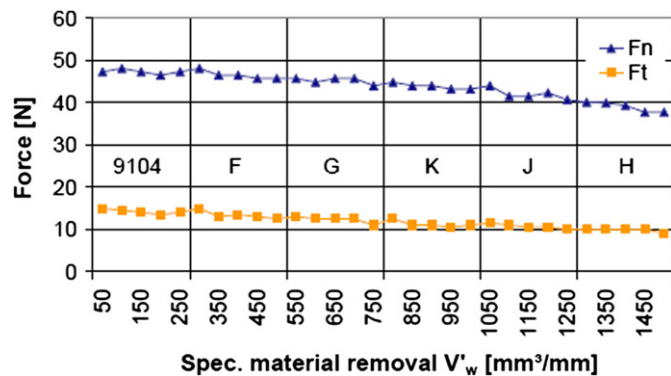 60
50
40
30
20
10
0
Force [N]
Fn
Ft
9104 F G K J H
50 150 250 350 450 550 650 750 850 950 1050 1150 1250 1350 1450
Spec. material removal V'w [mm³/mm]